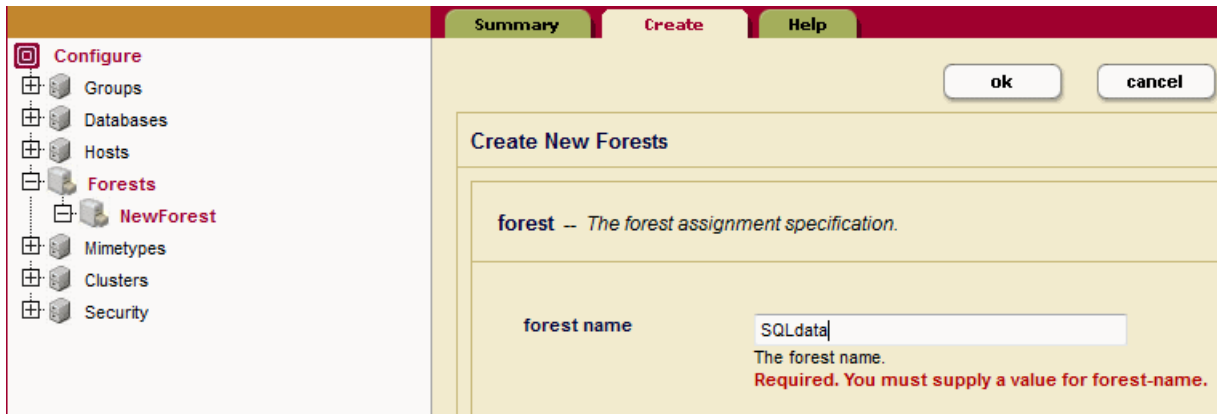 Summary
Create
Help
Configure
Groups
Databases
Hosts
Forests
NewForest
Mimetypes
Clusters
Security
ok
cancel
Create New Forests
forest -- The forest assignment specification.
forest name
SQLdata
The forest name.
Required. You must supply a value for forest-name.